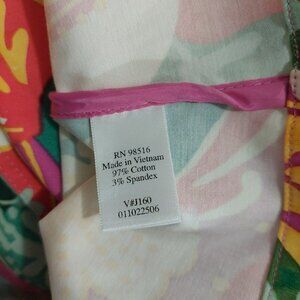 RN 98516
Made in Vietnam
97% Cotton
3% Spandex
V#J160
011022506